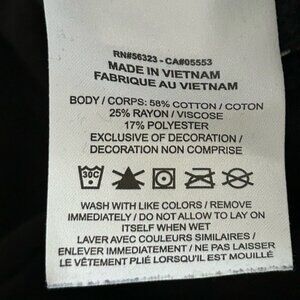 RN#56323 - CA#05553
MADE IN VIETNAM
FABRIQUE AU VIETNAM
BODY / CORPS: 58% COTTON / COTON
25% RAYON / VISCOSE
17% POLYESTER
EXCLUSIVE OF DECORATION /
DECORATION NON COMPRISE
30C
WASH WITH LIKE COLORS / REMOVE
IMMEDIATELY / DO NOT ALLOW TO LAY ON
ITSELF WHEN WET
LAVER AVEC COULEURS SIMILAIRES /
ENLEVER IMMEDIATEMENT / NE PAS LAISSER
LE VÊTEMENT PLIÉ LORSQU'IL EST MOUILLÉ